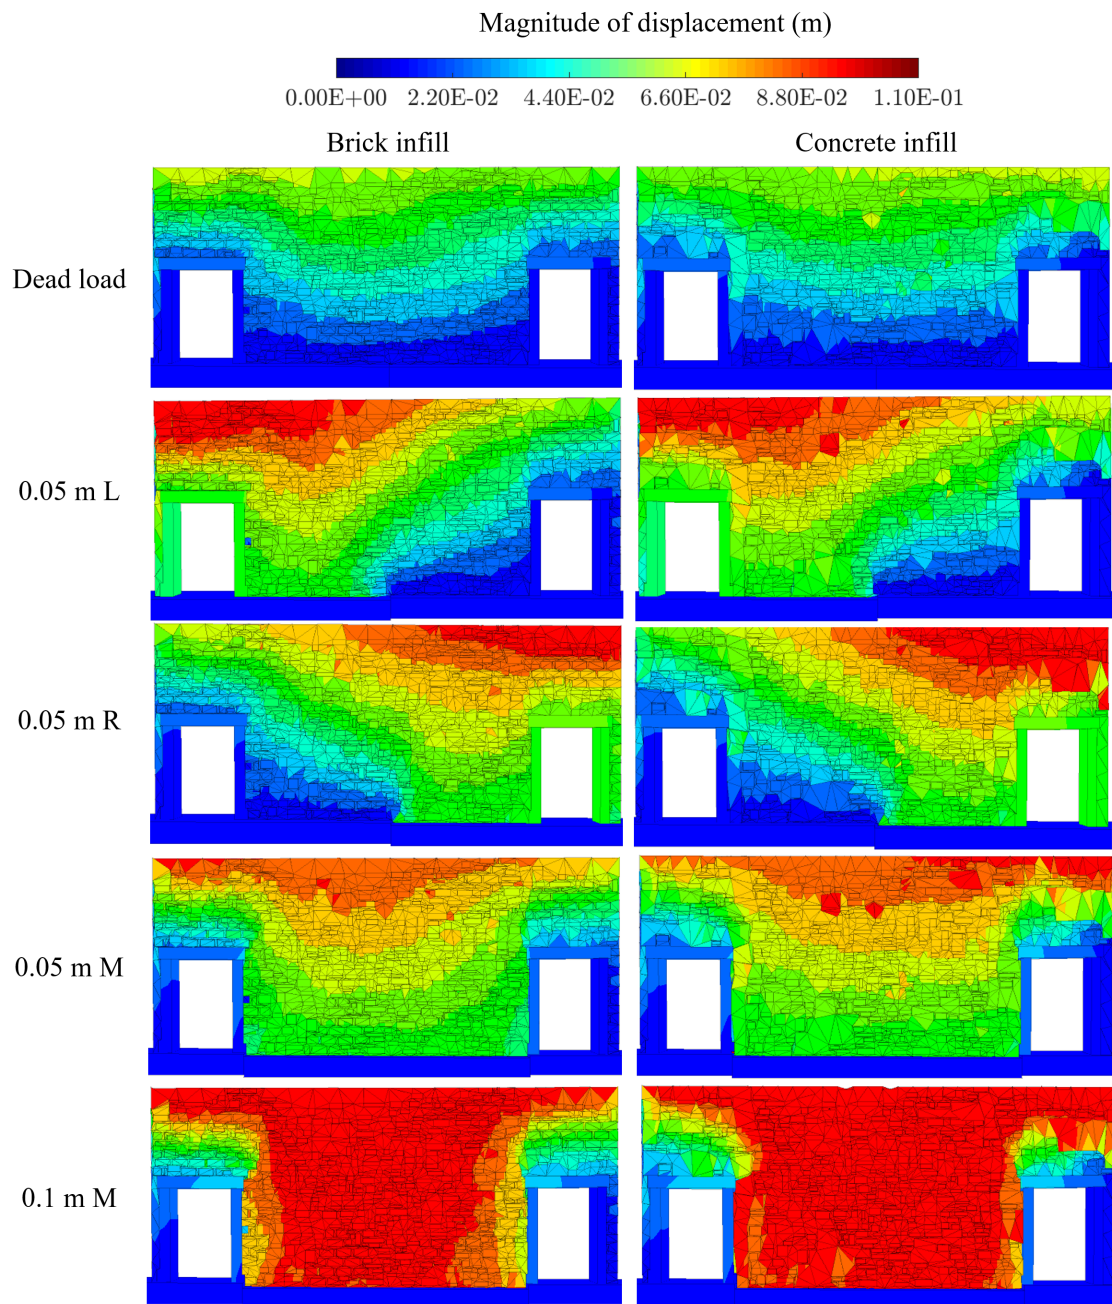 Magnitude of displacement (m)
0.00E+00 2.20E-02 4.40E-02 6.60E-02 8.80E-02 1.10E-01
Brick infill Concrete infill
Dead load
0.05 m L
0.05 m R
0.05 m M
0.1 m M